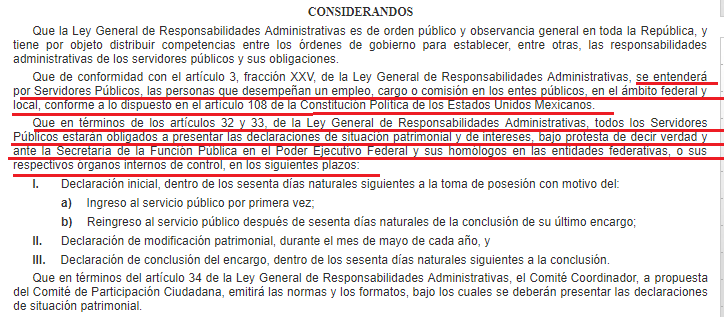 CONSIDERANDOS
Que la Ley General de Responsabilidades Administrativas es de orden público y observancia general en toda la República, y
tiene por objeto distribuir competencias entre los órdenes de gobierno para establecer, entre otras, las responsabilidades
administrativas de los servidores públicos y sus obligaciones.
Que de conformidad con el artículo 3, fracción XXV, de la Ley General de Responsabilidades Administrativas, se entenderá
por Servidores Públicos, las personas que desempeñan un empleo, cargo o comisión en los entes públicos, en el ámbito federal y
local, conforme a lo dispuesto en el artículo 108 de la Constitución Política de los Estados Unidos Mexicanos.
Que en términos de los artículos 32 y 33, de la Ley General de Responsabilidades Administrativas, todos los Servidores
Públicos estarán obligados a presentar las declaraciones de situación patrimonial y de intereses, bajo protesta de decir verdad y
ante la Secretaría de la Función Pública en el Poder Ejecutivo Federal y sus homólogos en las entidades federativas, o sus
respectivos órganos internos de control, en los siguientes plazos:
I. Declaración inicial, dentro de los sesenta días naturales siguientes a la toma de posesión con motivo del:
a) Ingreso al servicio público por primera vez;
b) Reingreso al servicio público después de sesenta días naturales de la conclusión de su último encargo;
II. Declaración de modificación patrimonial, durante el mes de mayo de cada año, y
III. Declaración de conclusión del encargo, dentro de los sesenta días naturales siguientes a la conclusión.
Que en términos del artículo 34 de la Ley General de Responsabilidades Administrativas, el Comité Coordinador, a propuesta
del Comité de Participación Ciudadana, emitirá las normas y los formatos, bajo los cuales se deberán presentar las declaraciones
de situación patrimonial.